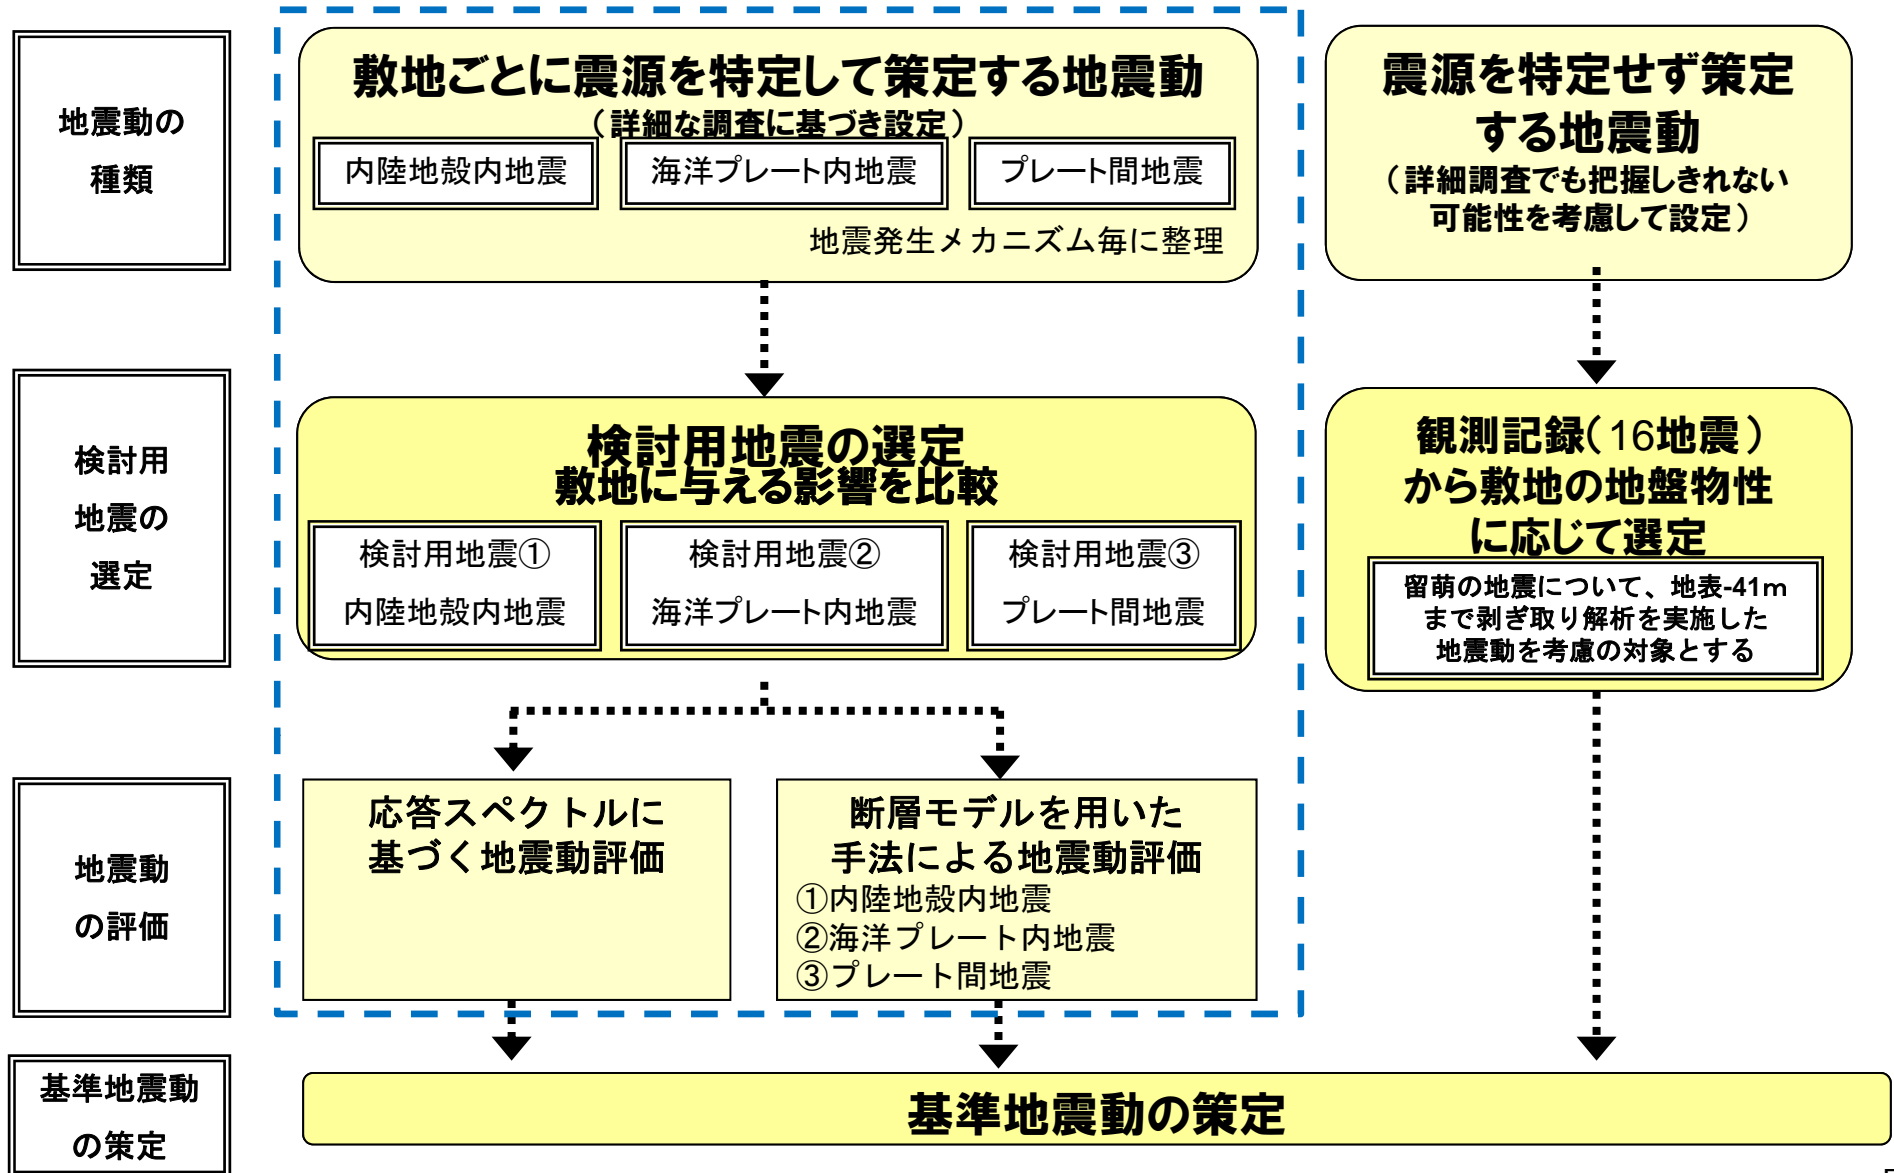 地震動の
種類
敷地ごとに震源を特定して策定する地震動
（詳細な調査に基づき設定）
内陸地殻内地震
海洋プレート内地震
プレート間地震
地震発生メカニズム毎に整理
震源を特定せず策定
する地震動
（詳細調査でも把握しきれない
可能性を考慮して設定）
検討用
地震の
選定
検討用地震の選定
敷地に与える影響を比較
検討用地震①
内陸地殻内地震
検討用地震②
海洋プレート内地震
検討用地震③
プレート間地震
観測記録（16地震）
から敷地の地盤物性
に応じて選定
留萌の地震について、地表-41m
まで剥ぎ取り解析を実施した
地震動を考慮の対象とする
地震動
の評価
応答スペクトルに
基づく地震動評価
断層モデルを用いた
手法による地震動評価
①内陸地殻内地震
②海洋プレート内地震
③プレート間地震
基準地震動
の策定
基準地震動の策定